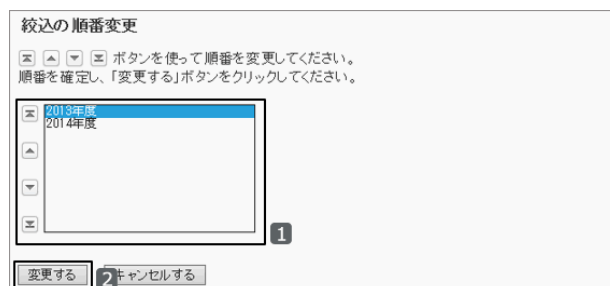 絞込の順番変更
ボタンを使って順番を変更してください。
順番を確定し、「変更する」ボタンをクリックしてください。
2013年度
2014年度
1
変更する 2 キャンセルする